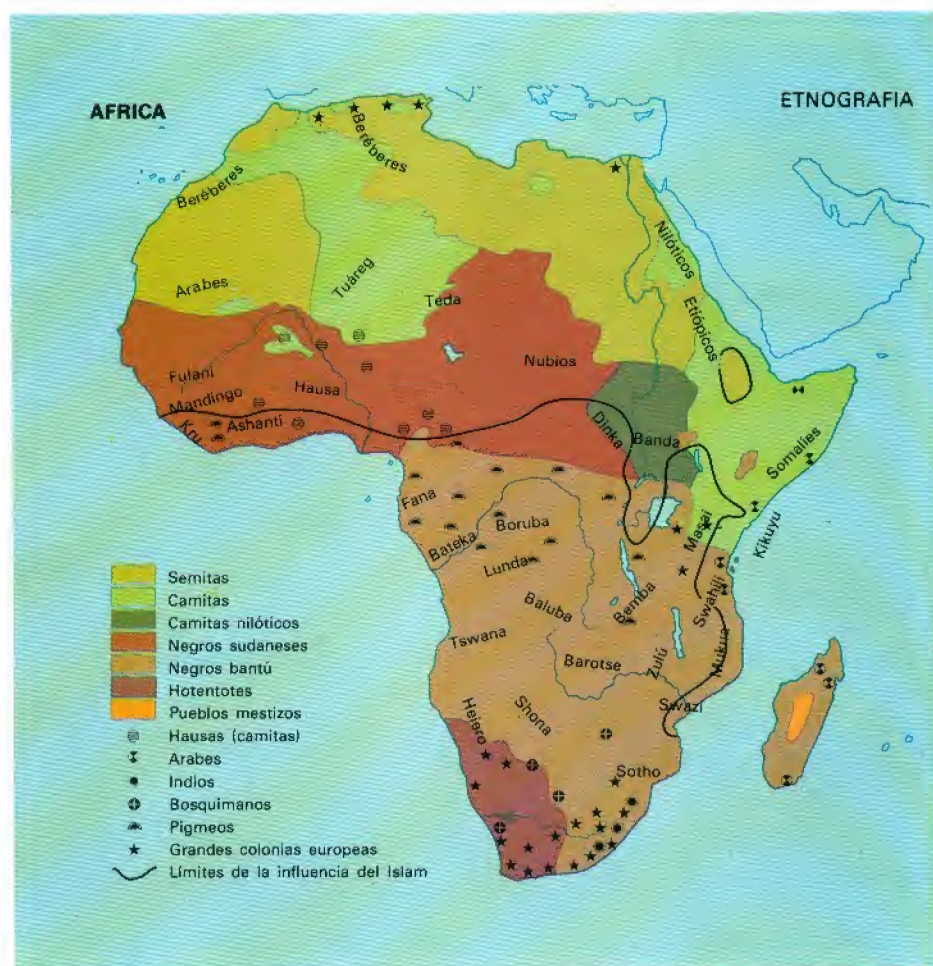 AFRICA
ETNOGRAFIA
Beréberes
Beréberes
Arabes
Tuáreg
Teda
Nilóticos
Etiópicos
Nubios
Fulani
Mandingo
Hausa
Kru
Ashanti
Dinka
Banda
Somalíes
Fana
Bateka
Boruba
Lunda
Masai
Kikuyu
Baluba
Bemba
Swahili
Tswana
Barotse
Zulú
Mukua
Swazi
Shona
Heiero
Sotho
Semitas
Camitas
Camitas nilóticos
Negros sudaneses
Negros bantú
Hotentotes
Pueblos mestizos
Hausas (camitas)
Arabes
Indios
Bosquimanos
Pigmeos
Grandes colonias europeas
Límites de la influencia del Islam